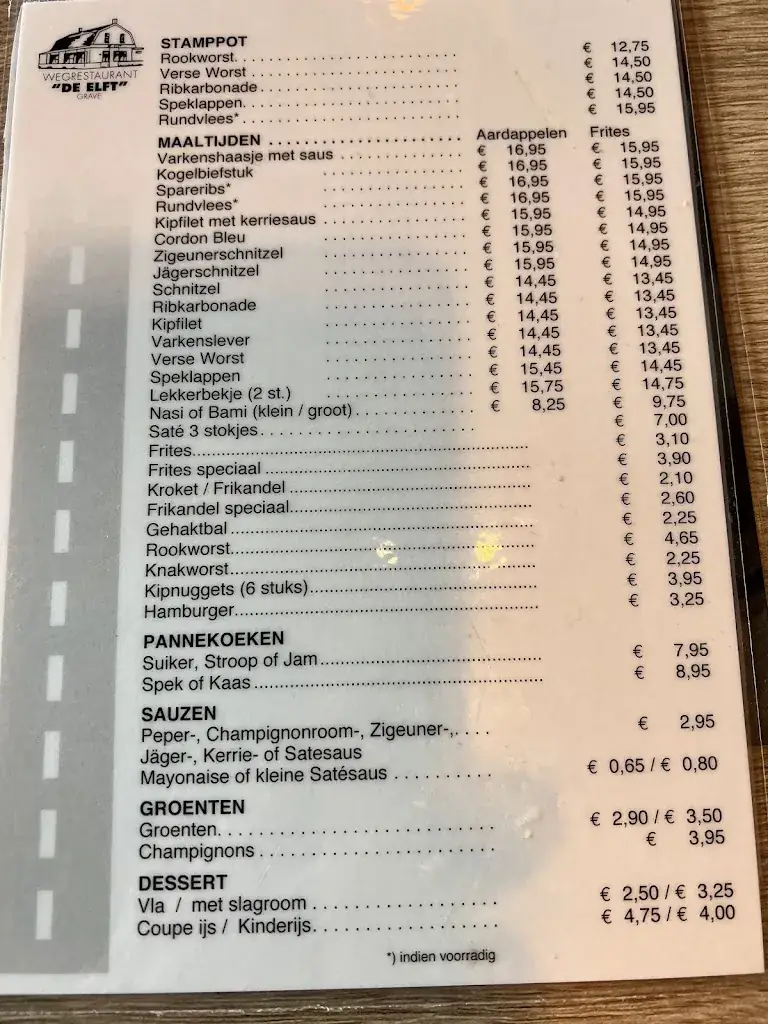 WEGRESTAURANT
"DE ELFT"
GRAVE
STAMPPOT
Rookworst. € 12,75
Verse Worst € 14,50
Ribkarbonade € 14,50
Speklappen. € 14,50
Rundvlees* € 15,95
MAALTIJDEN Aardappelen Frites
Varkenshaasje met saus € 16,95 € 15,95
Kogelbiefstuk € 16,95 € 15,95
Spareribs* € 16,95 € 15,95
Rundvlees* € 16,95 € 15,95
Kipfilet met kerriesaus € 15,95 € 14,95
Cordon Bleu € 15,95 € 14,95
Zigeunerschnitzel € 15,95 € 14,95
Jägerschnitzel € 15,95 € 14,95
Schnitzel € 14,45 € 13,45
Ribkarbonade € 14,45 € 13,45
Kipfilet € 14,45 € 13,45
Varkenslever € 14,45 € 13,45
Verse Worst € 14,45 € 13,45
Speklappen € 15,45 € 14,45
Lekkerbekje (2 st.) € 15,75 € 14,75
Nasi of Bami (klein / groot) € 8,25 € 9,75
Saté 3 stokjes € 7,00
Frites € 3,10
Frites speciaal € 3,90
Kroket / Frikandel € 2,10
Frikandel speciaal € 2,60
Gehaktbal € 2,25
Rookworst € 4,65
Knakworst € 2,25
Kipnuggets (6 stuks) € 3,95
Hamburger € 3,25
PANNEKOEKEN
Suiker, Stroop of Jam € 7,95
Spek of Kaas € 8,95
SAUZEN
Peper-, Champignonroom-, Zigeuner-, € 2,95
Jäger-, Kerrie- of Satesaus
Mayonaise of kleine Satésaus € 0,65 / € 0,80
GROENTEN
Groenten € 2,90 / € 3,50
Champignons € 3,95
DESSERT
Vla / met slagroom € 2,50 / € 3,25
Coupe ijs / Kinderijs € 4,75 / € 4,00
*) indien voorradig